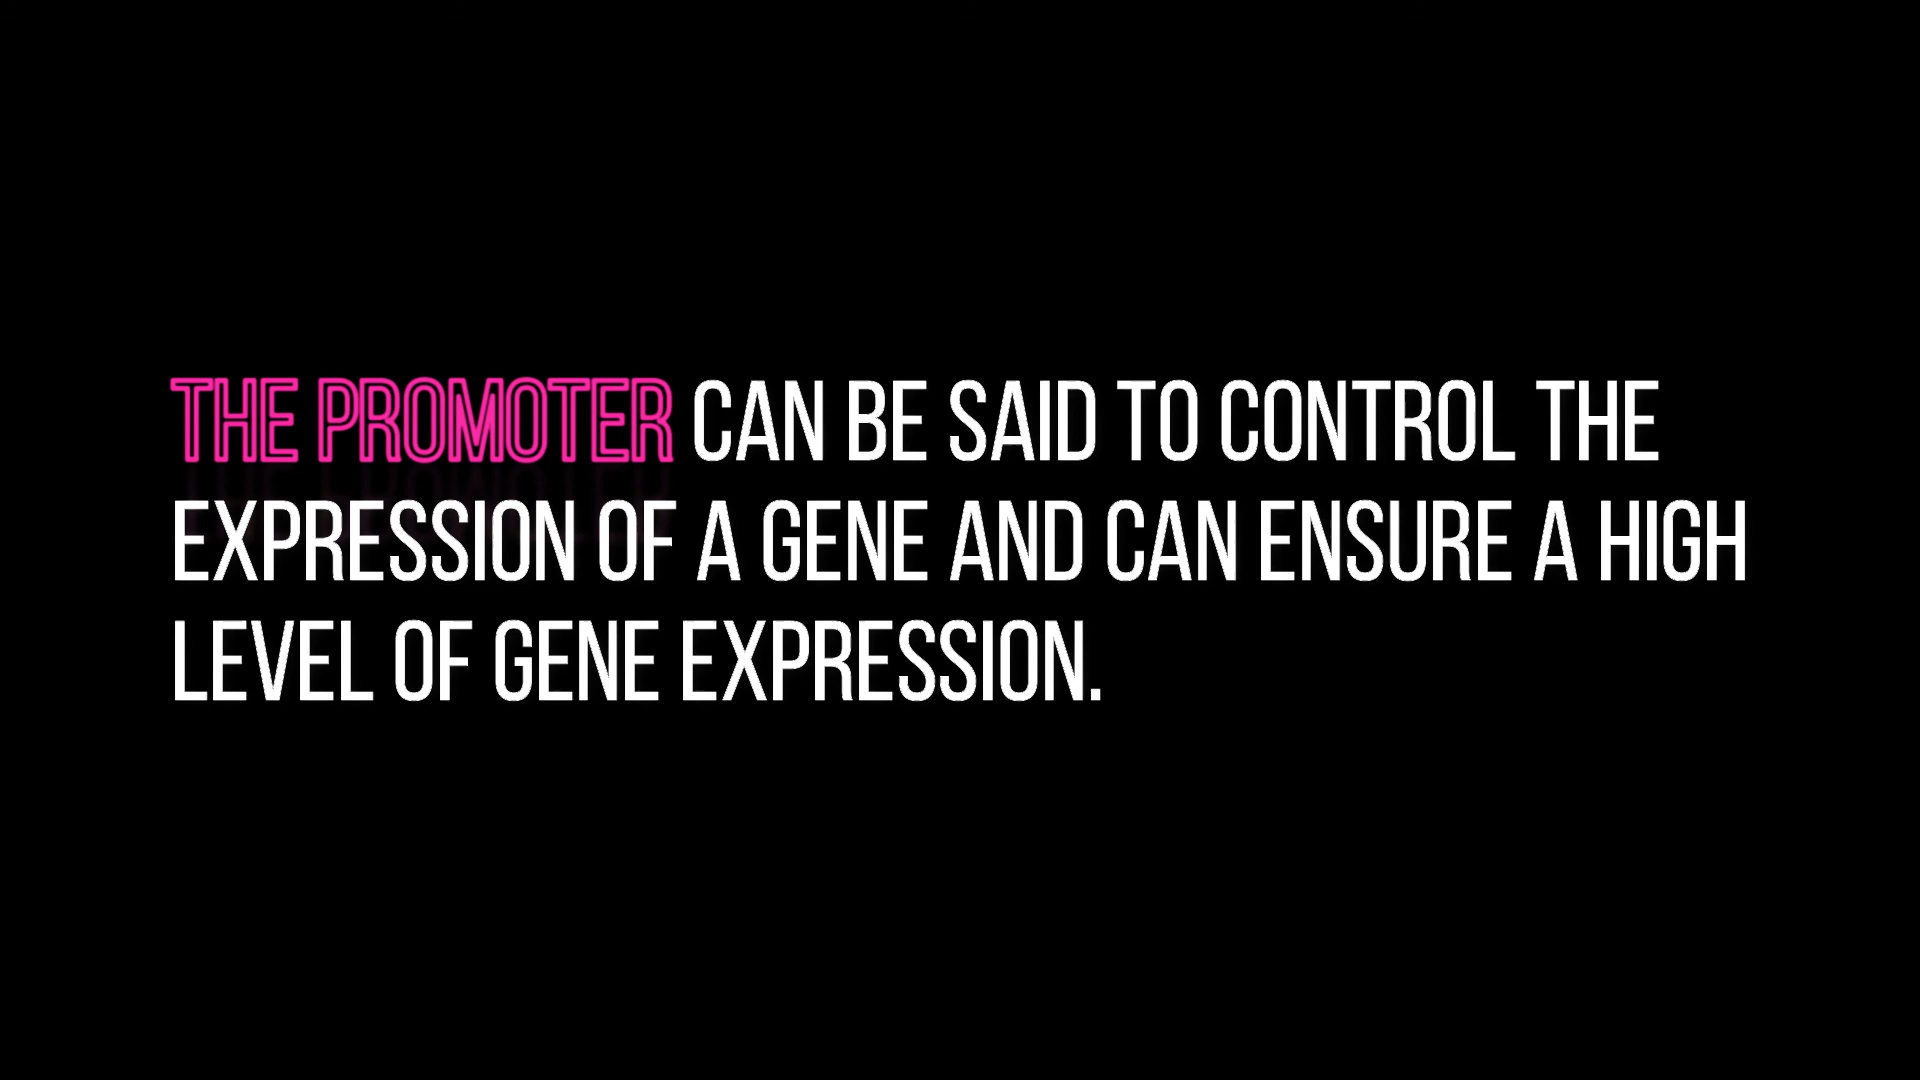 THE PROMOTER CAN BE SAID TO CONTROL THE
EXPRESSION OF A GENE AND CAN ENSURE A HIGH
LEVEL OF GENE EXPRESSION.